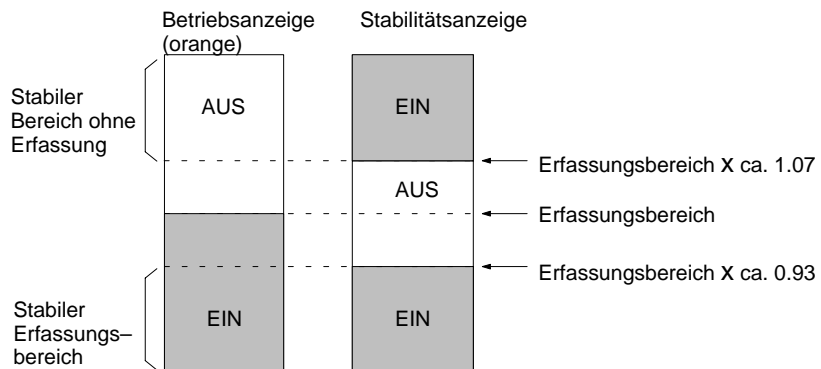 Betriebsanzeige
(orange)
Stabilitätsanzeige
Stabiler
Bereich ohne
Erfassung
AUS
EIN
Erfassungsbereich X ca. 1.07
AUS
Erfassungsbereich
Erfassungsbereich X ca. 0.93
Stabiler
Erfassungs–
bereich
EIN
EIN